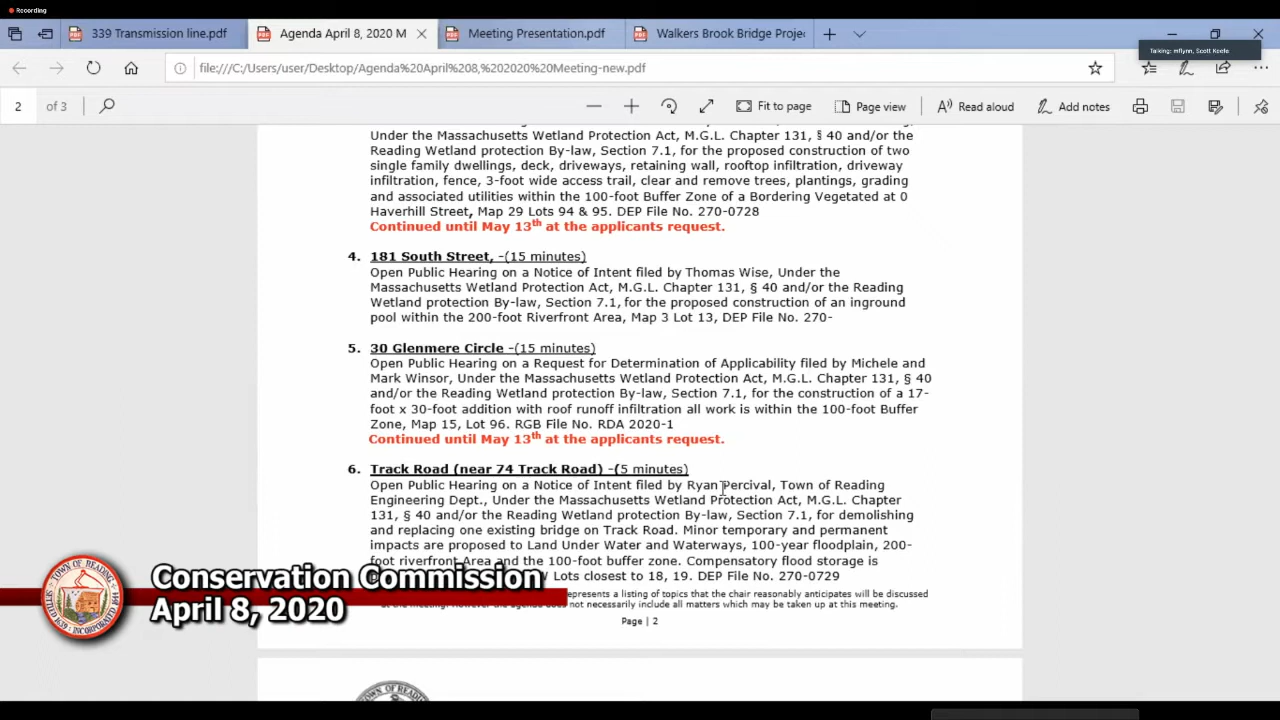 Recording
339 Transmission line.pdf
Agenda April 8, 2020 M
Meeting Presentation.pdf
Walkers Brook Bridge Projec
Talking: mflynn, Scott Keefe
file:///C:/Users/user/Desktop/Agenda%20April%208,%202020%20Meeting-new.pdf
2 of 3
Fit to page
Page view
Read aloud
Add notes
Under the Massachusetts Wetland Protection Act, M.G.L. Chapter 131, § 40 and/or the
Reading Wetland protection By-law, Section 7.1, for the proposed construction of two
single family dwellings, deck, driveways, retaining wall, rooftop infiltration, driveway
infiltration, fence, 3-foot wide access trail, clear and remove trees, plantings, grading
and associated utilities within the 100-foot Buffer Zone of a Bordering Vegetated at 0
Haverhill Street, Map 29 Lots 94 & 95. DEP File No. 270-0728
Continued until May 13th at the applicants request.
4. 181 South Street, -(15 minutes)
Open Public Hearing on a Notice of Intent filed by Thomas Wise, Under the
Massachusetts Wetland Protection Act, M.G.L. Chapter 131, § 40 and/or the Reading
Wetland protection By-law, Section 7.1, for the proposed construction of an inground
pool within the 200-foot Riverfront Area, Map 3 Lot 13, DEP File No. 270-
5. 30 Glenmere Circle -(15 minutes)
Open Public Hearing on a Request for Determination of Applicability filed by Michele and
Mark Winsor, Under the Massachusetts Wetland Protection Act, M.G.L. Chapter 131, § 40
and/or the Reading Wetland protection By-law, Section 7.1, for the construction of a 17-
foot x 30-foot addition with roof runoff infiltration all work is within the 100-foot Buffer
Zone, Map 15, Lot 96. RGB File No. RDA 2020-1
Continued until May 13th at the applicants request.
6. Track Road (near 74 Track Road) -(5 minutes)
Open Public Hearing on a Notice of Intent filed by Ryan Percival, Town of Reading
Engineering Dept., Under the Massachusetts Wetland Protection Act, M.G.L. Chapter
131, § 40 and/or the Reading Wetland protection By-law, Section 7.1, for demolishing
and replacing one existing bridge on Track Road. Minor temporary and permanent
impacts are proposed to Land Under Water and Waterways, 100-year floodplain, 200-
foot riverfront Area and the 100-foot buffer zone. Compensatory flood storage is
Lots closest to 18, 19. DEP File No. 270-0729
represents a listing of topics that the chair reasonably anticipates will be discussed
at the meeting. However the agenda does not necessarily include all matters which may be taken up at this meeting.
Page | 2
Conservation Commission
April 8, 2020